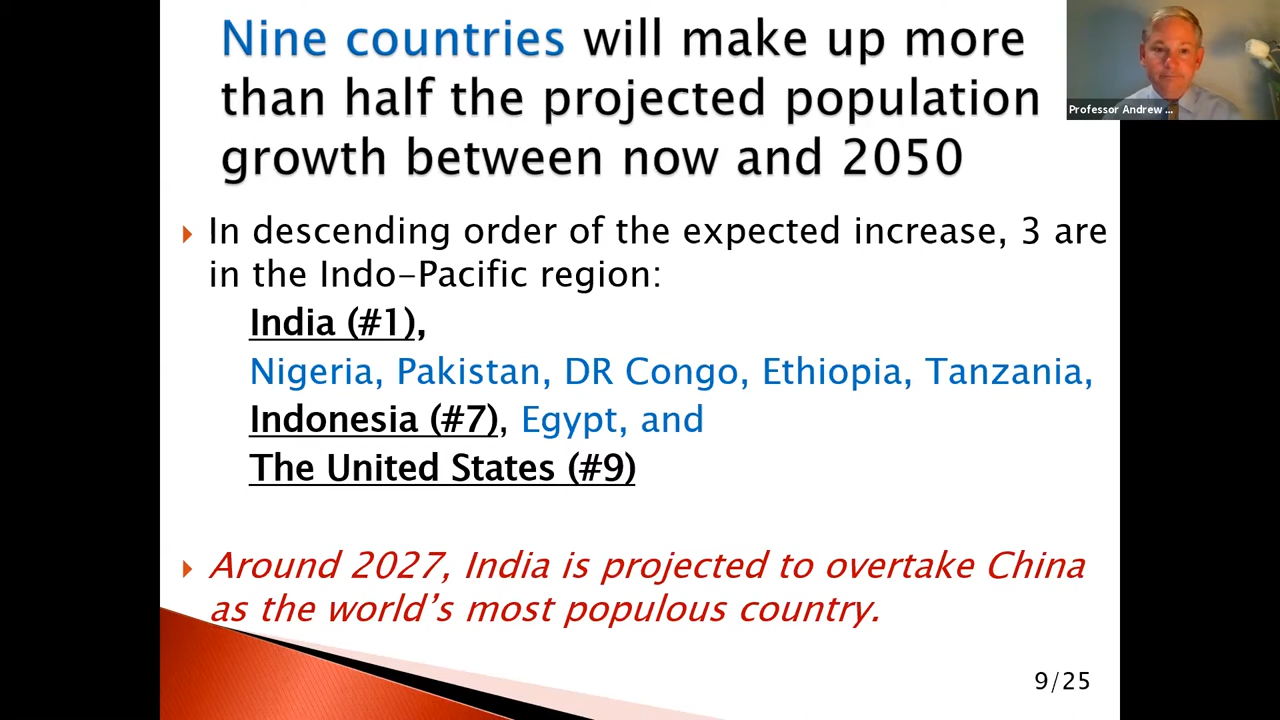 Nine countries will make up more
than half the projected population
growth between now and 2050
Professor Andrew ...
In descending order of the expected increase, 3 are
in the Indo-Pacific region:
India (#1),
Nigeria, Pakistan, DR Congo, Ethiopia, Tanzania,
Indonesia (#7), Egypt, and
The United States (#9)
Around 2027, India is projected to overtake China
as the world's most populous country.
9/25